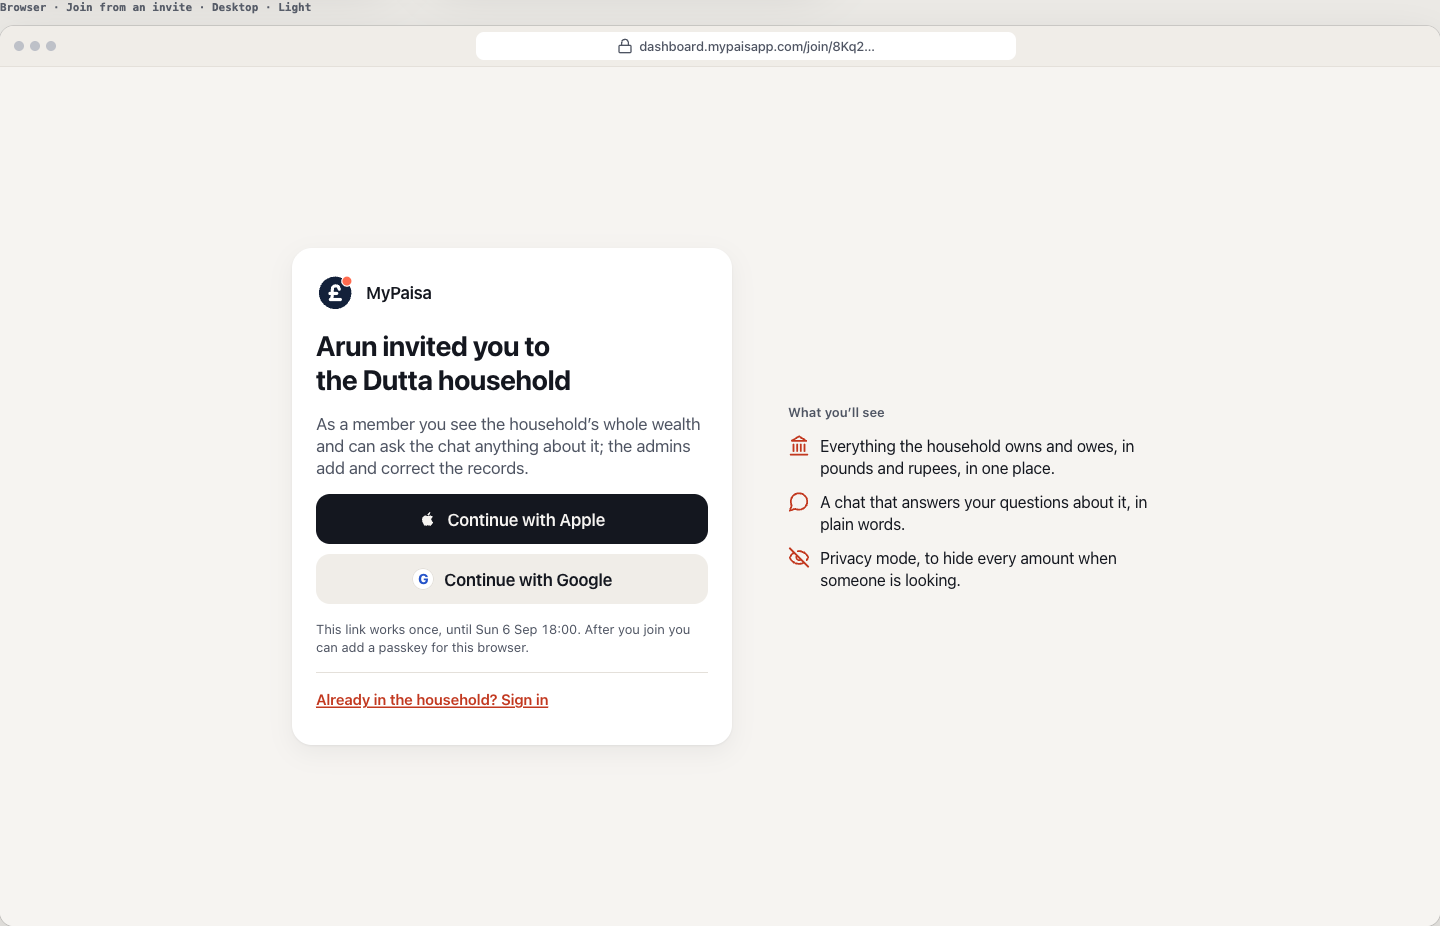 Browser · Join from an invite · Desktop · Light
dashboard.mypaisapp.com/join/8Kq2...
£ MyPaisa
Arun invited you to
the Dutta household
As a member you see the household’s whole wealth
and can ask the chat anything about it; the admins
add and correct the records.
Continue with Apple
G Continue with Google
This link works once, until Sun 6 Sep 18:00. After you join you
can add a passkey for this browser.
Already in the household? Sign in
What you’ll see
Everything the household owns and owes, in
pounds and rupees, in one place.
A chat that answers your questions about it, in
plain words.
Privacy mode, to hide every amount when
someone is looking.